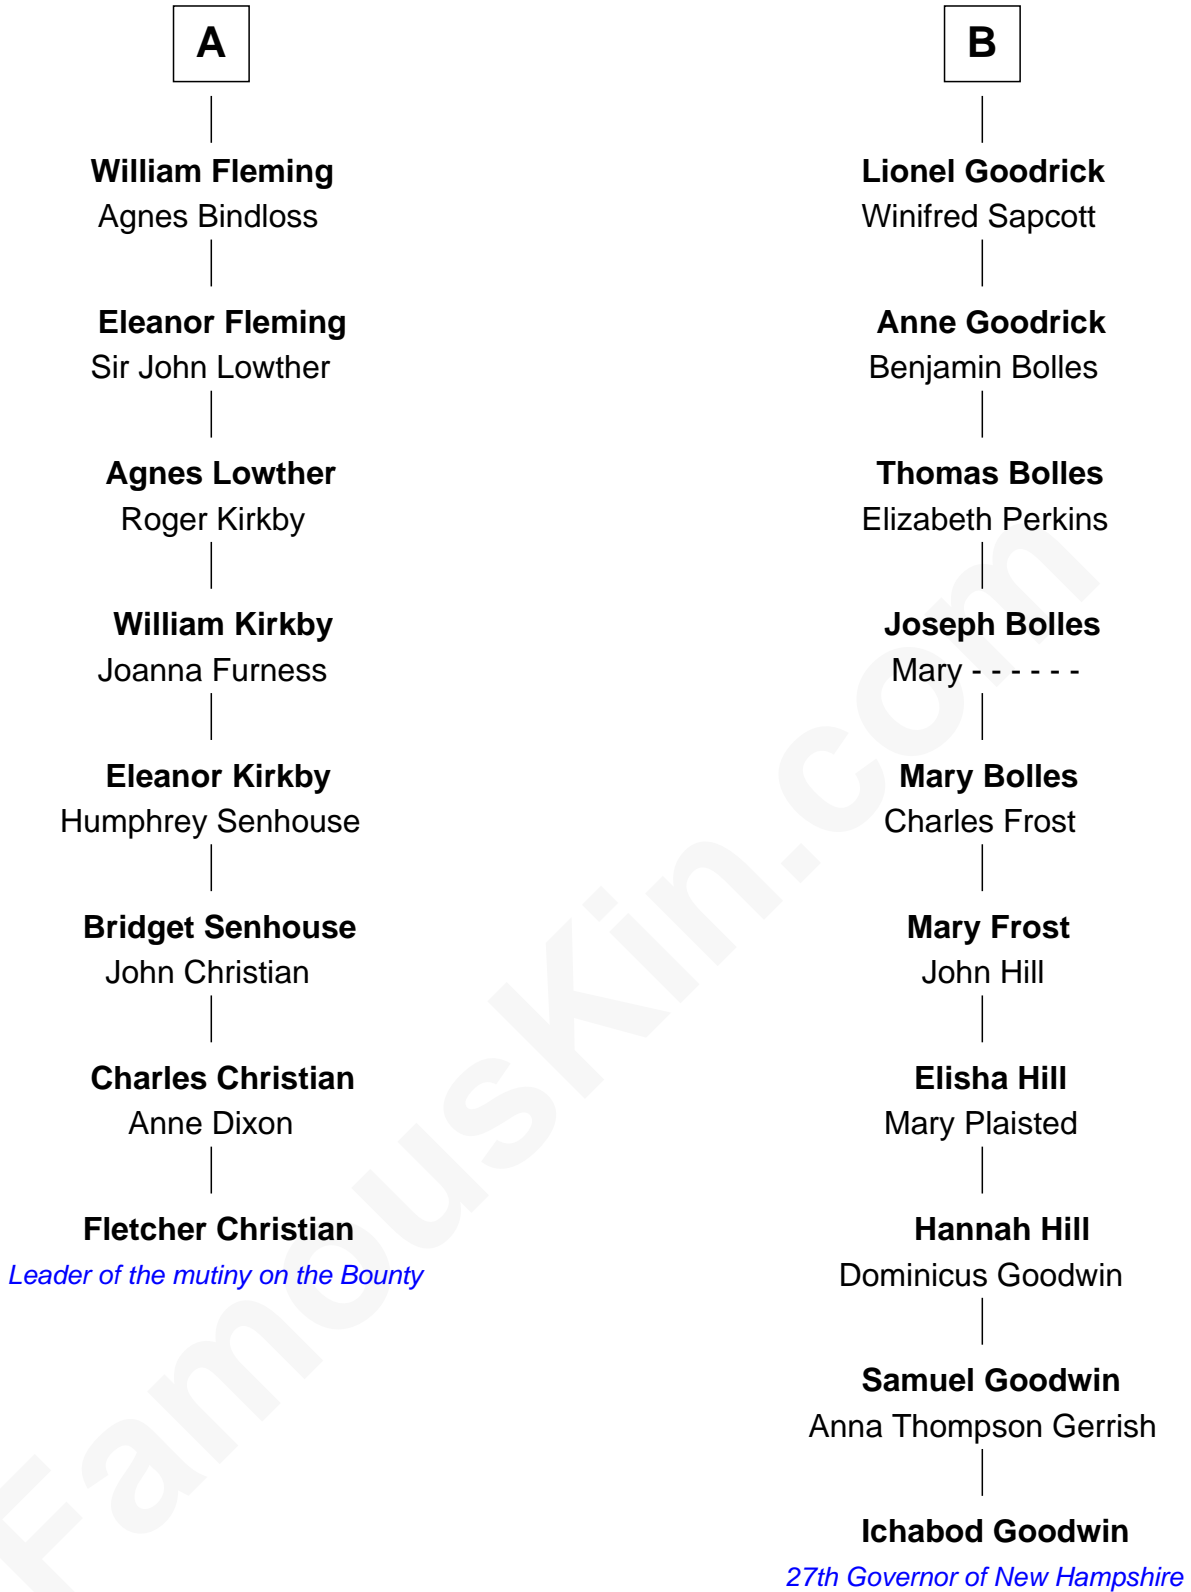 A
William Fleming
Agnes Bindloss
Eleanor Fleming
Sir John Lowther
Agnes Lowther
Roger Kirkby
William Kirkby
Joanna Furness
Eleanor Kirkby
Humphrey Senhouse
Bridget Senhouse
John Christian
Charles Christian
Anne Dixon
Fletcher Christian
Leader of the mutiny on the Bounty
B
Lionel Goodrick
Winifred Sapcott
Anne Goodrick
Benjamin Bolles
Thomas Bolles
Elizabeth Perkins
Joseph Bolles
Mary - - - - - -
Mary Bolles
Charles Frost
Mary Frost
John Hill
Elisha Hill
Mary Plaisted
Hannah Hill
Dominicus Goodwin
Samuel Goodwin
Anna Thompson Gerrish
Ichabod Goodwin
27th Governor of New Hampshire
FamousKin.com